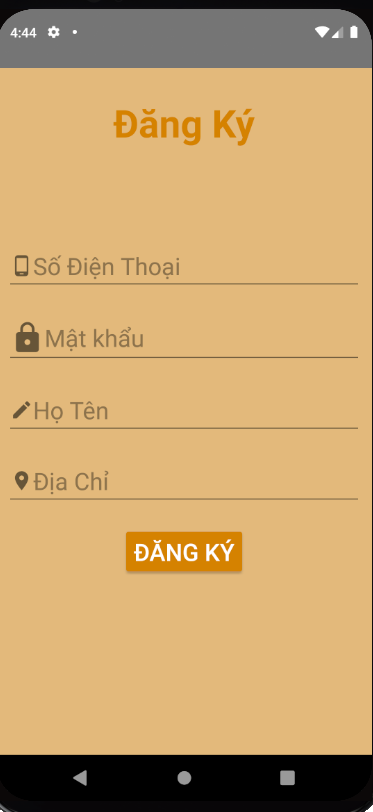 4:44
Đăng Ký
Số Điện Thoại
Mật khẩu
Họ Tên
Địa Chỉ
ĐĂNG KÝ